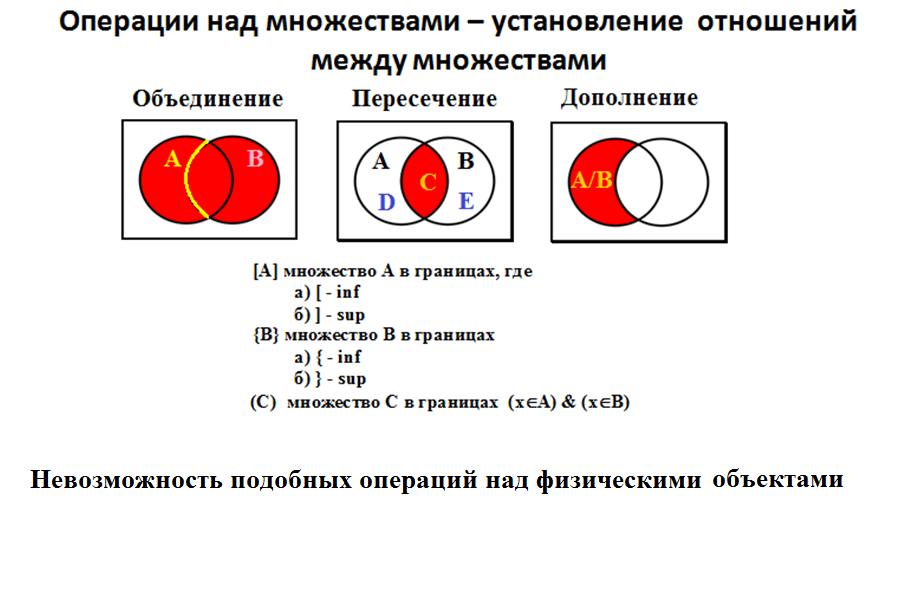 Операции над множествами – установление отношений
между множествами
Объединение Пересечение Дополнение
A B A B A/B
C
D E
[A] множество A в границах, где
а) [ - inf
б) ] - sup
{B} множество B в границах
а) { - inf
б) } - sup
(C) множество C в границах (x∈A) & (x∈B)
Невозможность подобных операций над физическими объектами